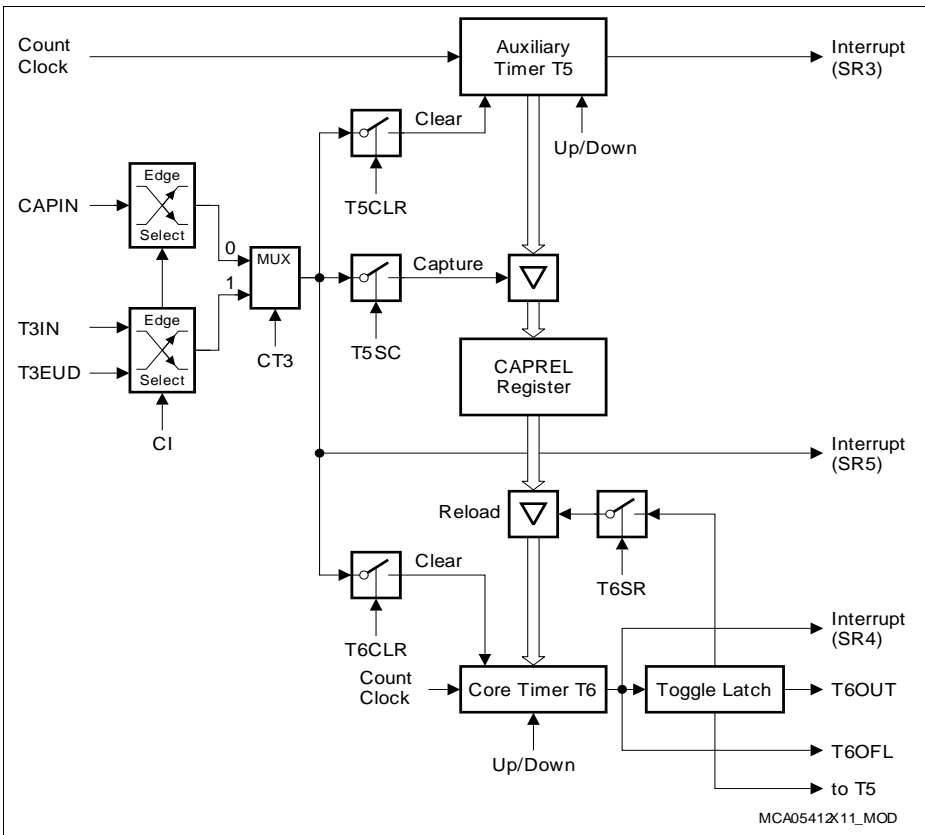 Count
Clock
Auxiliary
Timer T5
Interrupt
(SR3)
Clear
Up/Down
T5CLR
Edge
Select
CAPIN
0
1
MUX
Capture
T3IN
T3EUD
Edge
Select
CT3
T5SC
CAPREL
Register
CI
Interrupt
(SR5)
Reload
Clear
T6SR
T6CLR
Interrupt
(SR4)
Count
Clock
Core Timer T6
Toggle Latch
T6OUT
Up/Down
T6OFL
to T5
MCA05412X11_MOD